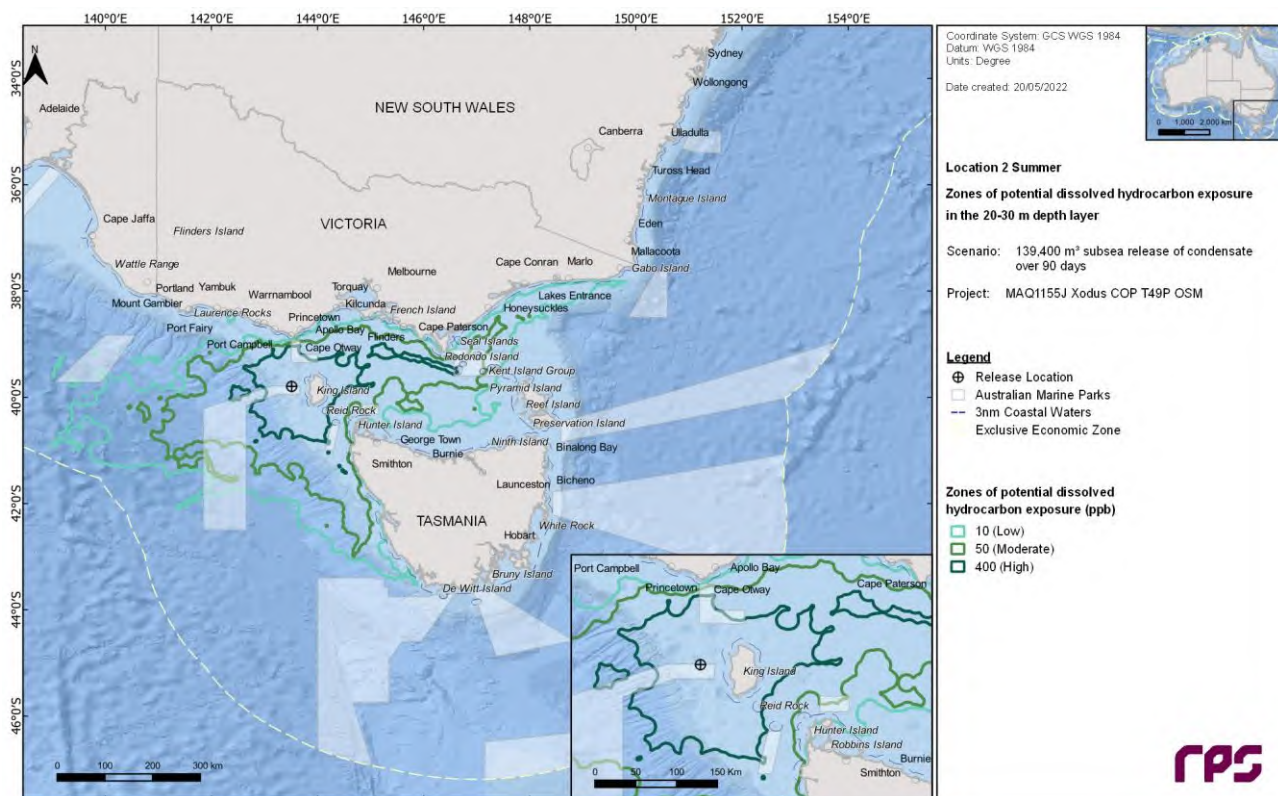 140°0'E 142°0'E 144°0'E 146°0'E 148°0'E 150°0'E 152°0'E 154°0'E
34°0'S
36°0'S
38°0'S
40°0'S
42°0'S
44°0'S
46°0'S
N
Sydney
Wollongong
Adelaide
NEW SOUTH WALES
Canberra
Ulladulla
Tuross Head
Montague Island
Cape Jaffa
Flinders Island
VICTORIA
Eden
Mallacoota
Gabo Island
Wattle Range
Melbourne
Cape Conran
Marlo
Portland
Yambuk
Torquay
Mount Gambier
Warrnambool
Kilcunda
Lakes Entrance
Laurence Rocks
Princetown
French Island
Honeysuckles
Port Fairy
Apollo Bay
Flinders
Cape Paterson
Port Campbell
Cape Otway
Seal Islands
Redondo Island
Kent Island Group
King Island
Pyramid Island
Reid Rock
Reef Island
Hunter Island
Preservation Island
George Town
Ninth Island
Burnie
Binalong Bay
Smithton
Launceston
Bicheno
TASMANIA
White Rock
Hobart
Bruny Island
De Witt Island
0 100 200 300 km
Port Campbell
Apollo Bay
Princetown
Cape Otway
Cape Paterson
King Island
Reid Rock
Hunter Island
Robbins Island
Burnie
Smithton
0 50 100 150 Km
Coordinate System: GCS WGS 1984
Datum: WGS 1984
Units: Degree
Date created: 20/05/2022
0 1,000 2,000 km
Location 2 Summer
Zones of potential dissolved hydrocarbon exposure
in the 20-30 m depth layer
Scenario: 139,400 m³ subsea release of condensate
over 90 days
Project: MAQ1155J Xodus COP T49P OSM
Legend
Release Location
Australian Marine Parks
3nm Coastal Waters
Exclusive Economic Zone
Zones of potential dissolved
hydrocarbon exposure (ppb)
10 (Low)
50 (Moderate)
400 (High)
rps